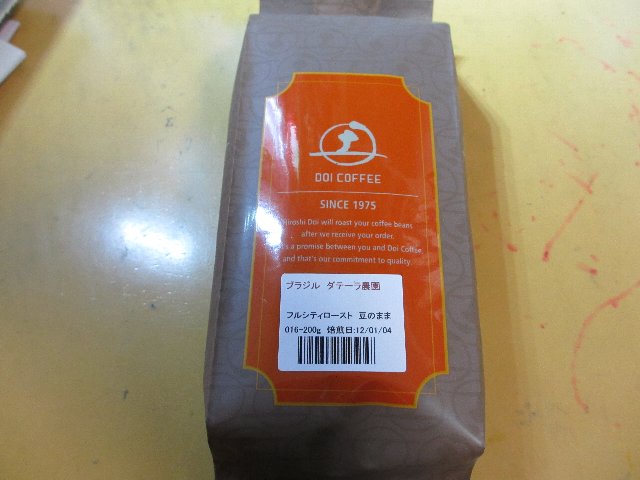 DOI COFFEE
SINCE 1975
Hiroshi Doi will roast your coffee beans
after we receive your order.
s a promise between you and Doi Coffee
and that's our commitment to quality.
ブラジル ダテーラ農園
フルシティロースト 豆のまま
016-200g 焙煎日:12/01/04